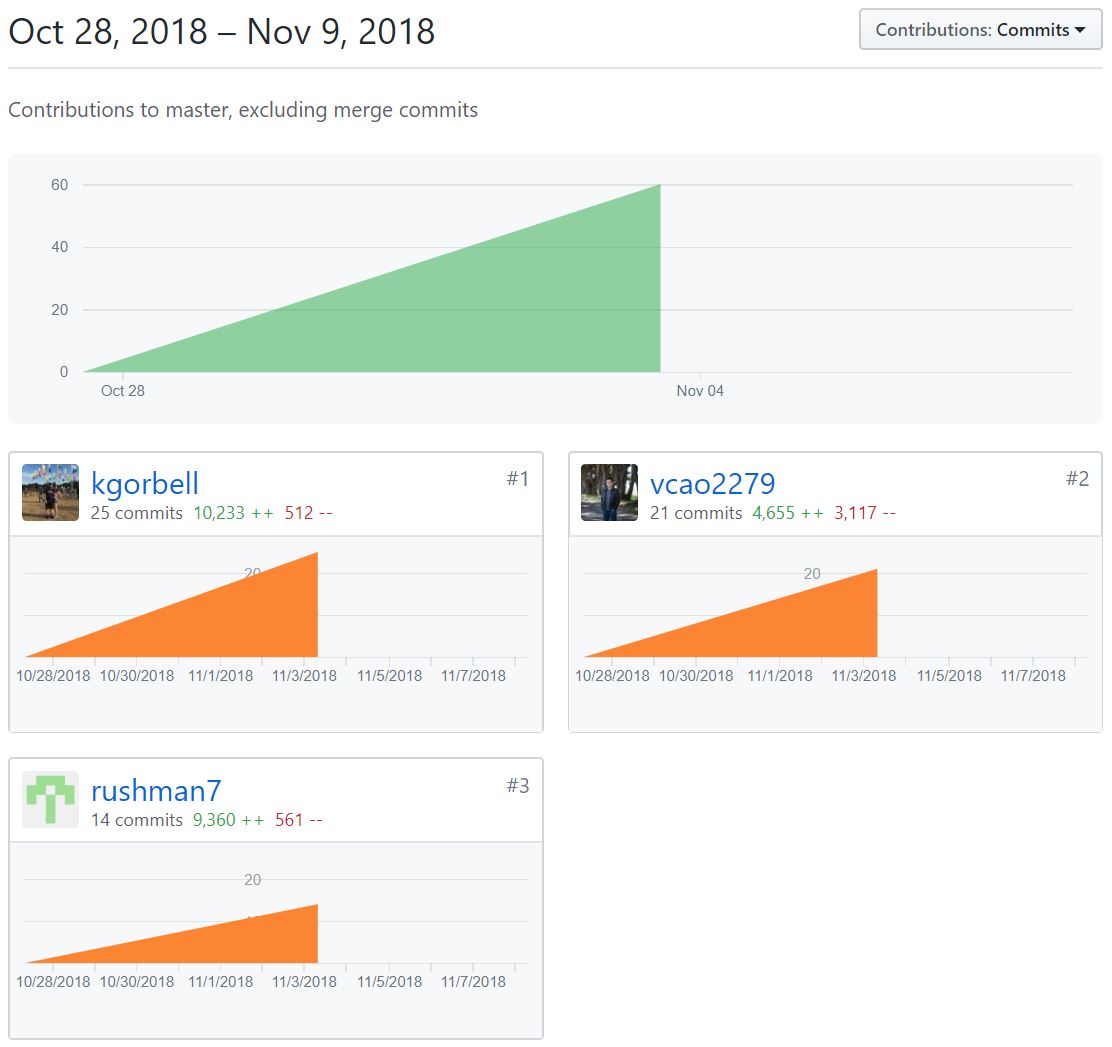 Oct 28, 2018 – Nov 9, 2018
Contributions: Commits
Contributions to master, excluding merge commits
60
40
20
0
Oct 28 Nov 04
kgorbell #1
25 commits 10,233 ++ 512 --
20
10/28/2018 10/30/2018 11/1/2018 11/3/2018 11/5/2018 11/7/2018
vcao2279 #2
21 commits 4,655 ++ 3,117 --
20
10/28/2018 10/30/2018 11/1/2018 11/3/2018 11/5/2018 11/7/2018
rushman7 #3
14 commits 9,360 ++ 561 --
20
10/28/2018 10/30/2018 11/1/2018 11/3/2018 11/5/2018 11/7/2018